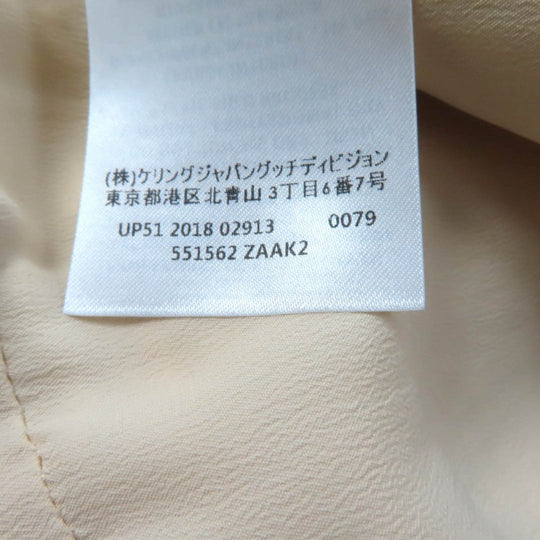 (株)ケリングジャパングッチディビジョン
東京都港区北青山3丁目6番7号
UP51 2018 02913 0079
551562 ZAAK2